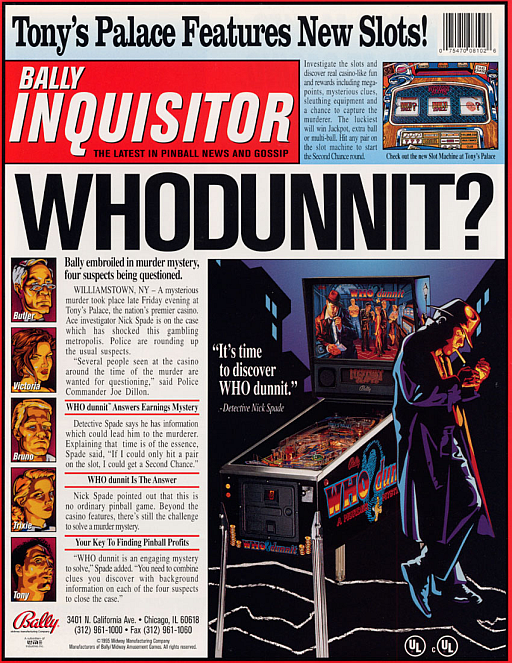 Tony's Palace Features New Slots!
0 75470 08102 6
BALLY
INQUISITOR
THE LATEST IN PINBALL NEWS AND GOSSIP
Investigate the slots and
discover real casino-like fun
and rewards including mega-
points, mysterious clues,
sleuthing equipment and
a chance to capture the
murderer. The luckiest
will win Jackpot, extra ball
or multi-ball. Hit any pair on
the slot machine to start
the Second Chance round.
Check out the new Slot Machine at Tony's Palace
WHODUNNIT?
Butler
Victoria
Bruno
Trixie
Tony
Bally embroiled in murder mystery,
four suspects being questioned.
WILLIAMSTOWN, NY – A mysterious
murder took place late Friday evening at
Tony's Palace, the nation's premier casino.
Ace investigator Nick Spade is on the case
which has shocked this gambling
metropolis. Police are rounding up
the usual suspects.
"Several people seen at the casino
around the time of the murder are
wanted for questioning," said Police
Commander Joe Dillon.
WHO dunnit™ Answers Earnings Mystery
Detective Spade says he has information
which could lead him to the murderer.
Explaining that time is of the essence,
Spade said, "If I could only hit a pair
on the slot, I could get a Second Chance."
WHO dunnit Is The Answer
Nick Spade pointed out that this is
no ordinary pinball game. Beyond the
casino features, there's still the challenge
to solve a murder mystery.
Your Key To Finding Pinball Profits
"WHO dunnit is an engaging mystery
to solve," Spade added. "You need to combine
clues you discover with background
information on each of the four suspects
to close the case."
"It's time
to discover
WHO dunnit."
-Detective Nick Spade
WHO dunnit
Bally
WHO dunnit
WHO dunnit
Bally
3401 N. California Ave. • Chicago, IL 60618
(312) 961-1000 • Fax (312) 961-1060
©1995 Midway Manufacturing Company
Manufacturers of Bally/Midway Amusement Games. All rights reserved.
UL
UL